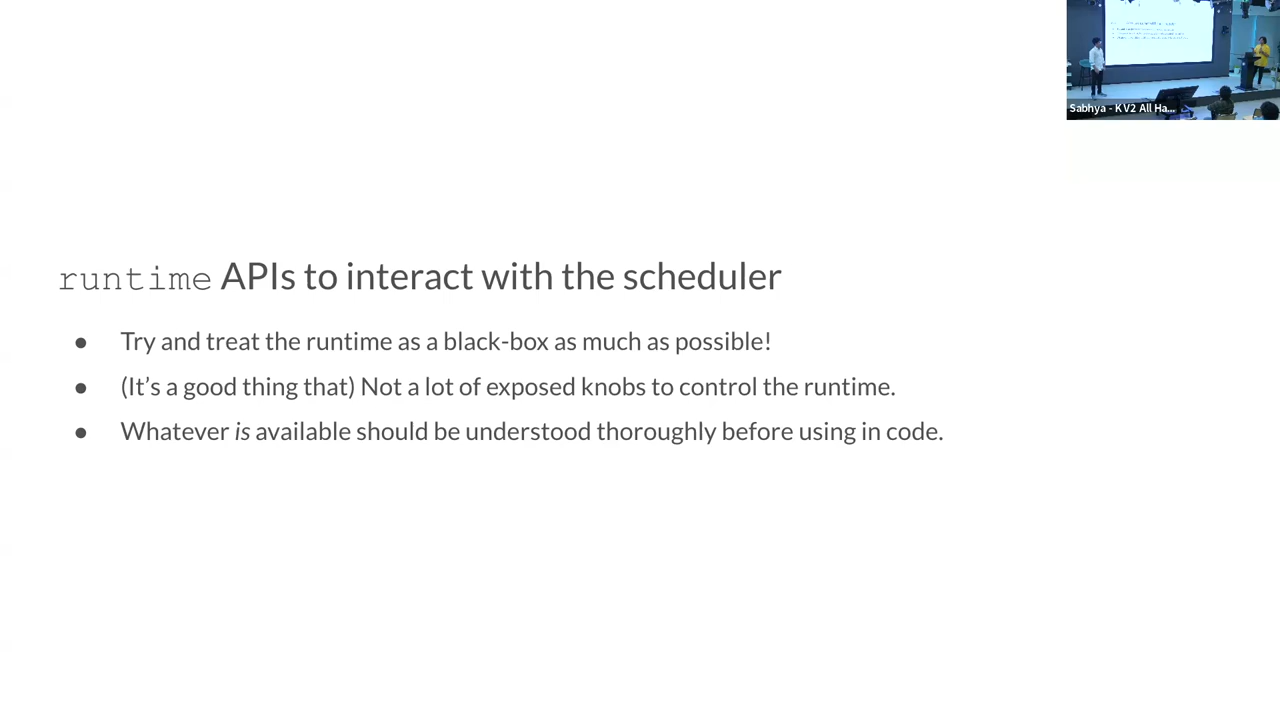 Sabhya - KV2 All Ha...
runtime APIs to interact with the scheduler
● Try and treat the runtime as a black-box as much as possible!
● (It's a good thing that) Not a lot of exposed knobs to control the runtime.
● Whatever is available should be understood thoroughly before using in code.